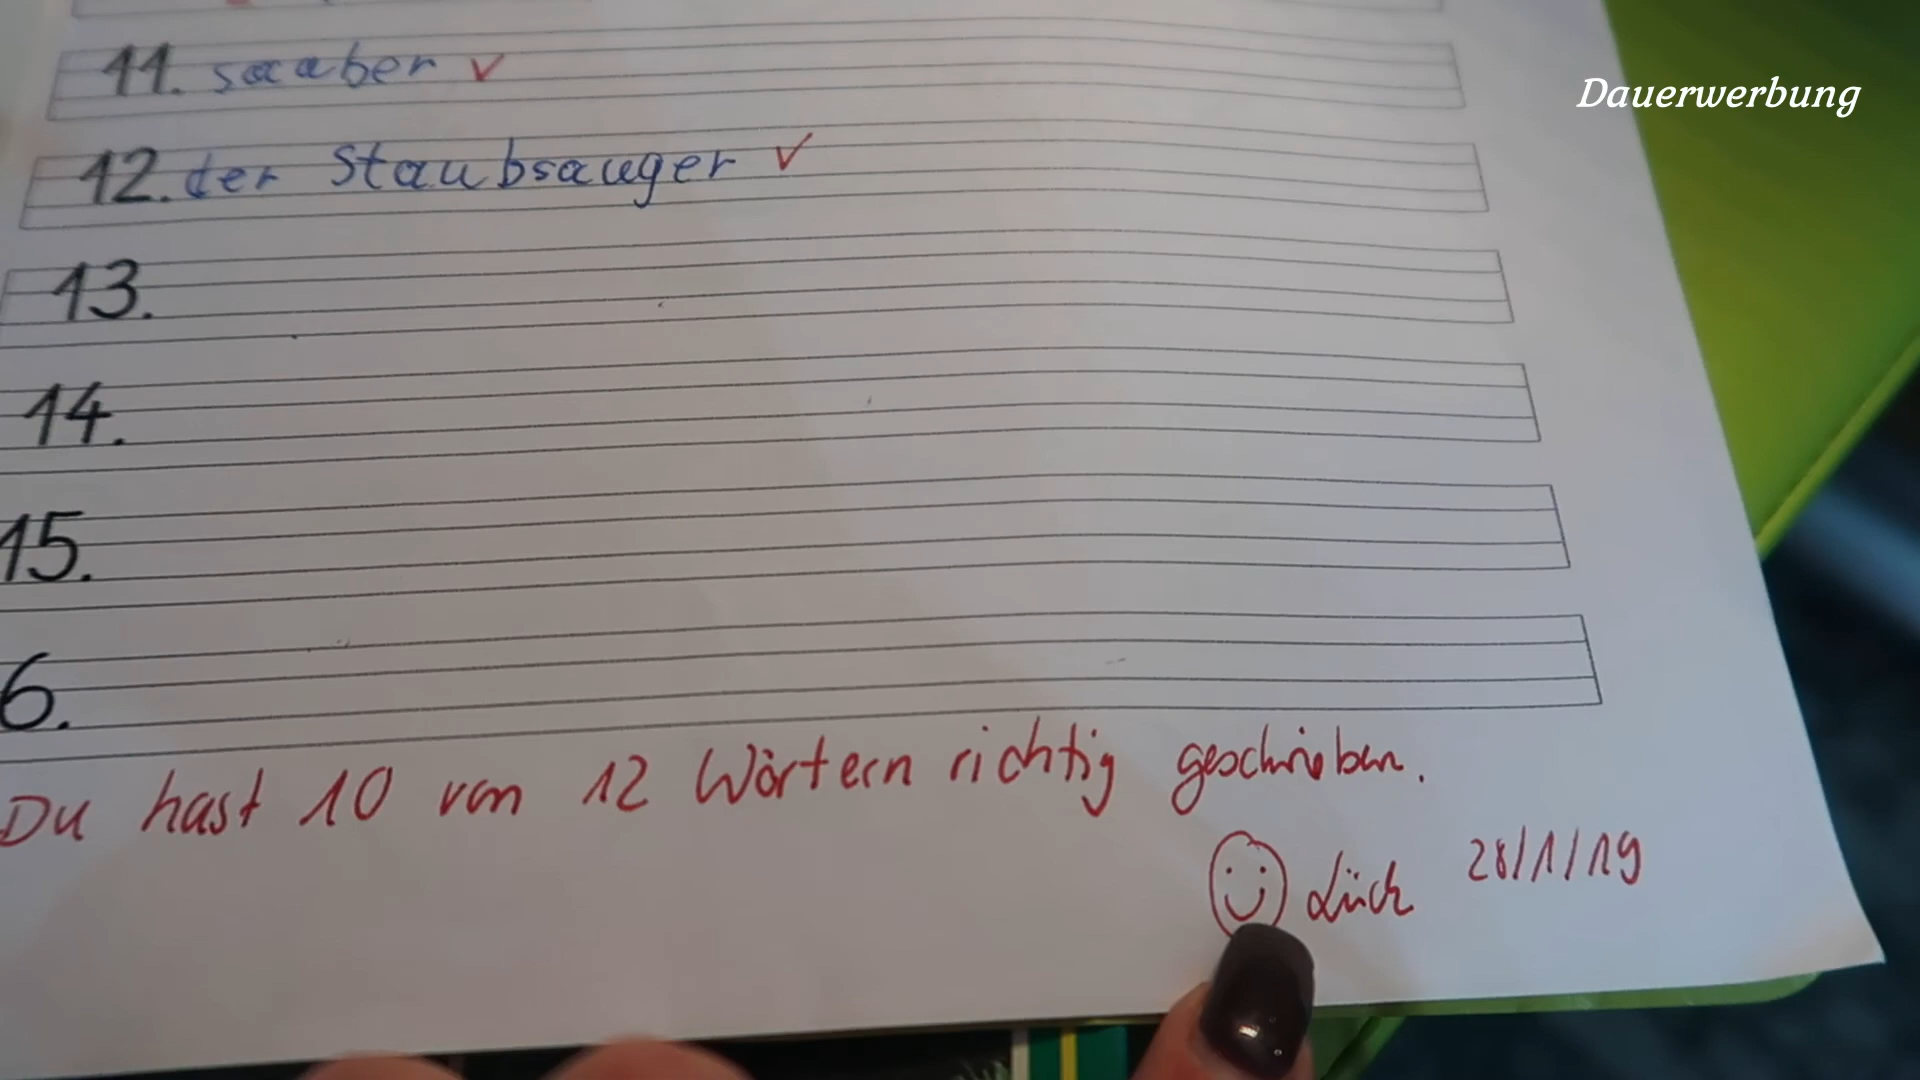 Dauerwerbung
11. sauber ✓
12. der Staubsauger ✓
13.
14.
15.
6.
Du hast 10 von 12 Wörtern richtig geschrieben.
☺ Lück 28/1/19